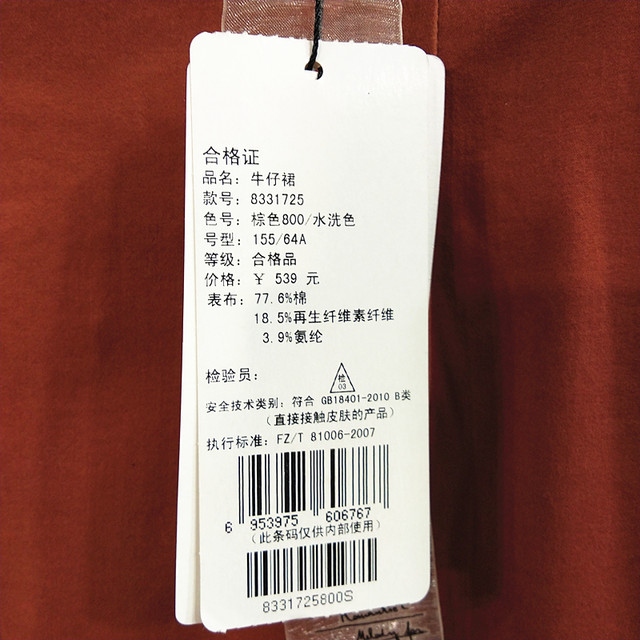 合格证
品名：牛仔裙
款号：8331725
色号：棕色800/水洗色
号型：155/64A
等级：合格品
价格：￥ 539 元
表布：77.6%棉
18.5%再生纤维素纤维
3.9%氨纶
检验员：
检
03
安全技术类别：符合 GB18401-2010 B类
（直接接触皮肤的产品）
执行标准：FZ/T 81006-2007
6 953975 606767
（此条码仅供内部使用）
8331725800S